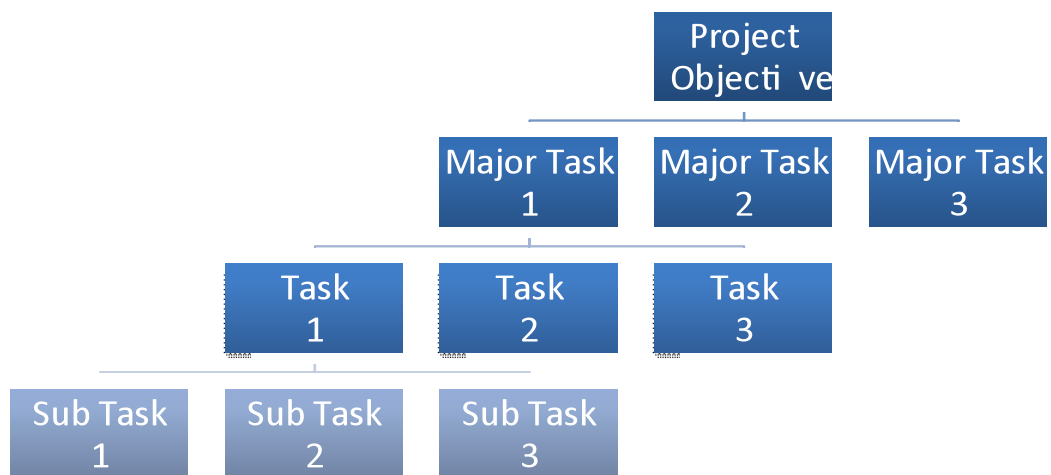 Project
Objecti ve
Major Task
1
Major Task
2
Major Task
3
Task
1
Task
2
Task
3
Sub Task
1
Sub Task
2
Sub Task
3